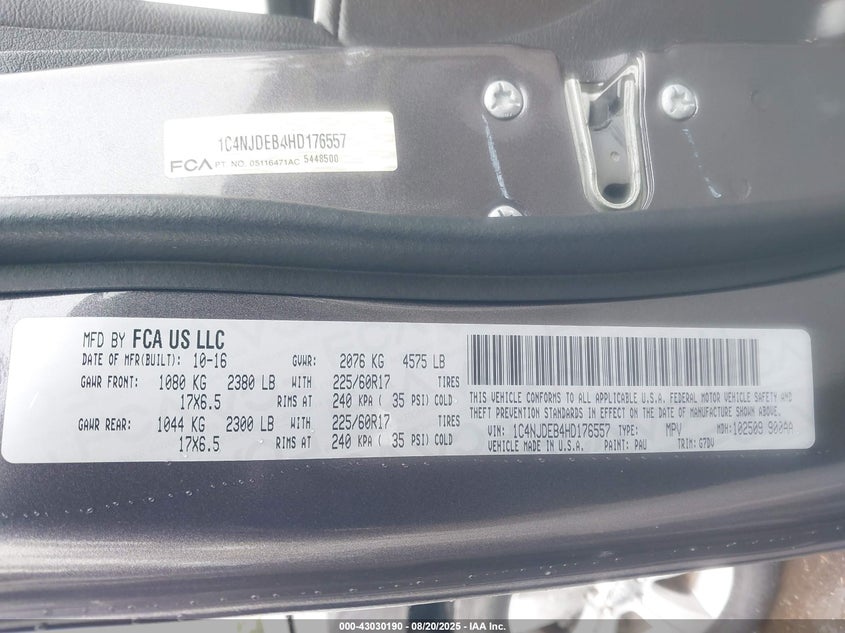 1C4NJDEB4HD176557
FCA PT. NO. 05116471AC 5448500
MFD BY FCA US LLC
DATE OF MFR(BUILT): 10-16 GVWR: 2076 KG 4575 LB
GAWR FRONT: 1080 KG 2380 LB WITH 225/60R17 TIRES
17X6.5 RIMS AT 240 KPA ( 35 PSI) COLD
GAWR REAR: 1044 KG 2300 LB WITH 225/60R17 TIRES
17X6.5 RIMS AT 240 KPA ( 35 PSI) COLD
THIS VEHICLE CONFORMS TO ALL APPLICABLE U.S.A. FEDERAL MOTOR VEHICLE SAFETY AND
THEFT PREVENTION STANDARDS IN EFFECT ON THE DATE OF MANUFACTURE SHOWN ABOVE.
VIN: 1C4NJDEB4HD176557 TYPE: MPV MDH: 102509 900AA
VEHICLE MADE IN U.S.A. PAINT: PAU TRIM: G7DV
000-43030190 - 08/20/2025 - IAA Inc.